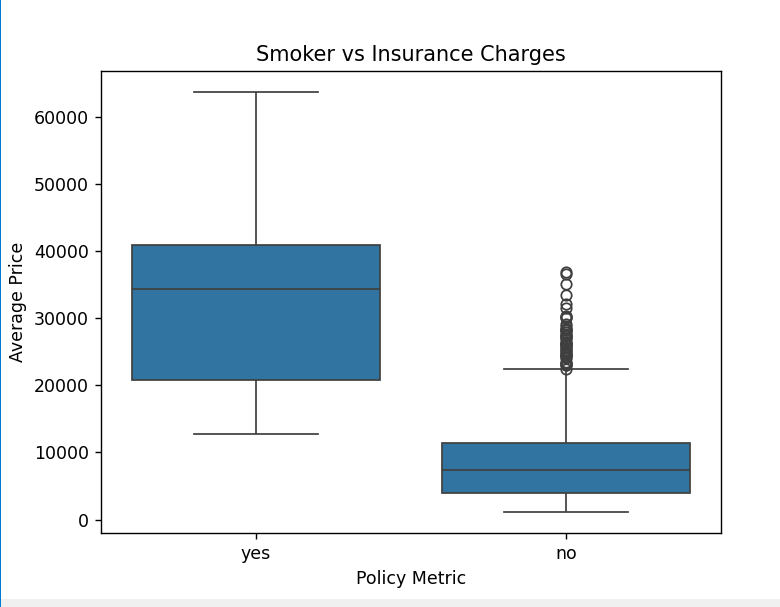 Smoker vs Insurance Charges
Average Price
60000
50000
40000
30000
20000
10000
0
yes
no
Policy Metric